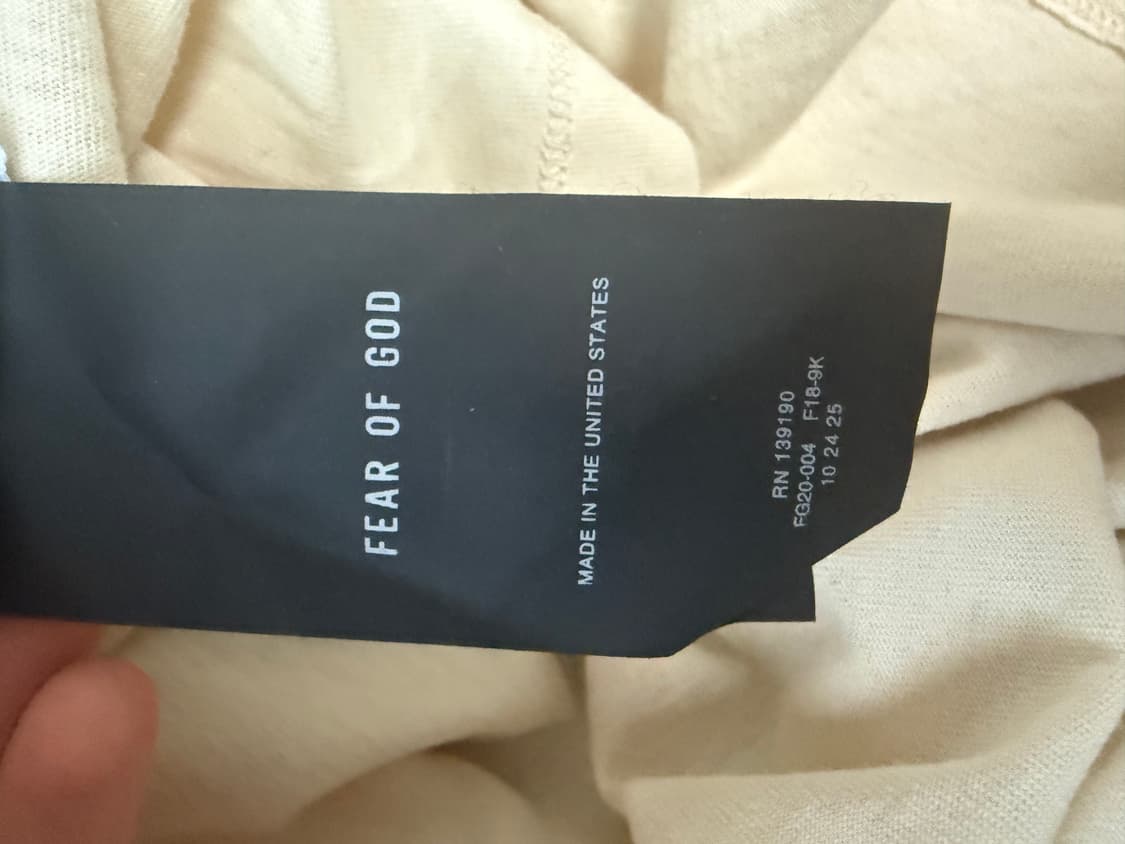 FEAR OF GOD
MADE IN THE UNITED STATES
RN 139190
FG20-004 F18-9K
10 24 25